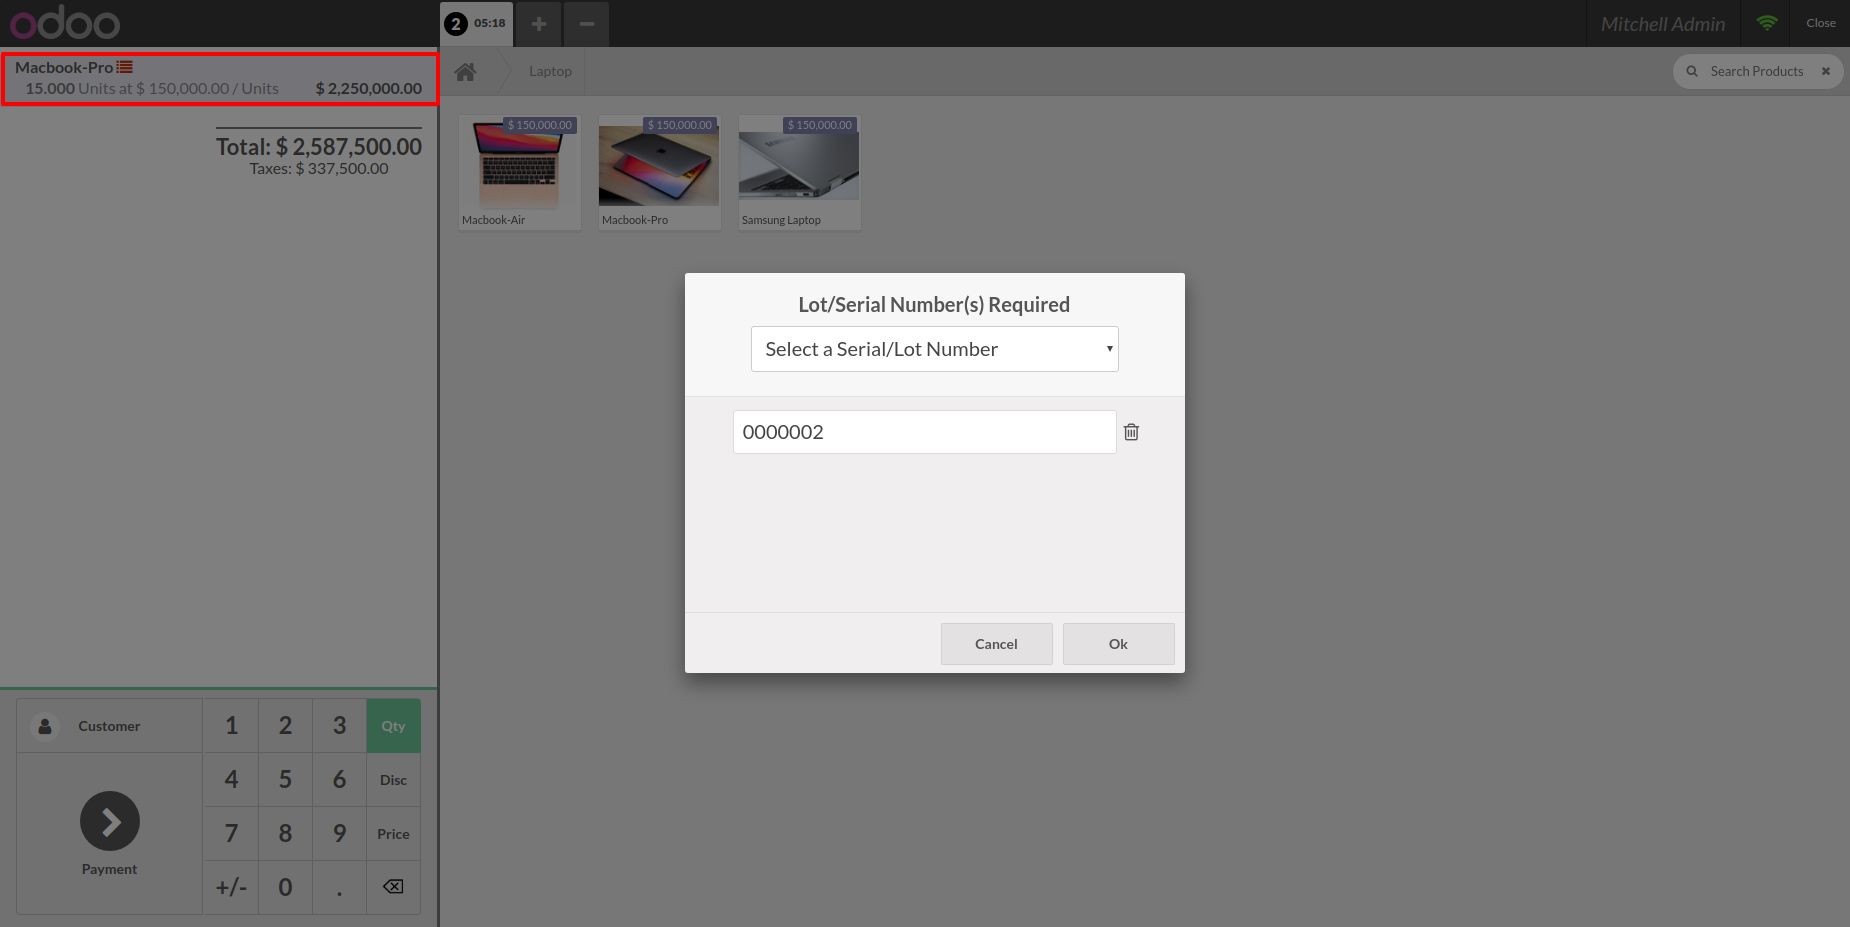 odoo
2 05:18 + −
Mitchell Admin
Close
Macbook-Pro
15.000 Units at $ 150,000.00 / Units $ 2,250,000.00
Total: $ 2,587,500.00
Taxes: $ 337,500.00
Laptop
Search Products
$ 150,000.00
Macbook-Air
$ 150,000.00
Macbook-Pro
$ 150,000.00
Samsung Laptop
Lot/Serial Number(s) Required
Select a Serial/Lot Number
0000002
Cancel Ok
Customer
Payment
1 2 3 Qty
4 5 6 Disc
7 8 9 Price
+/- 0 .